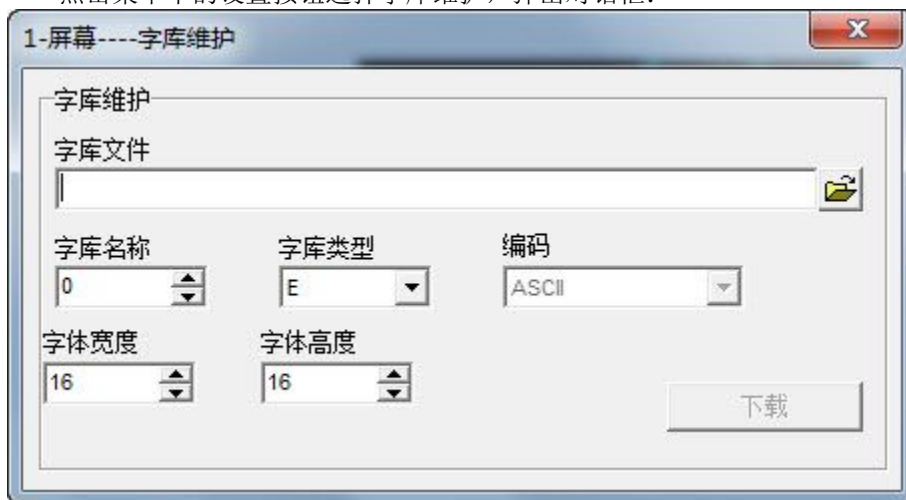 1-屏幕----字库维护
字库维护
字库文件
字库名称 字库类型 编码
0 E ASCII
字体宽度 字体高度
16 16
下载